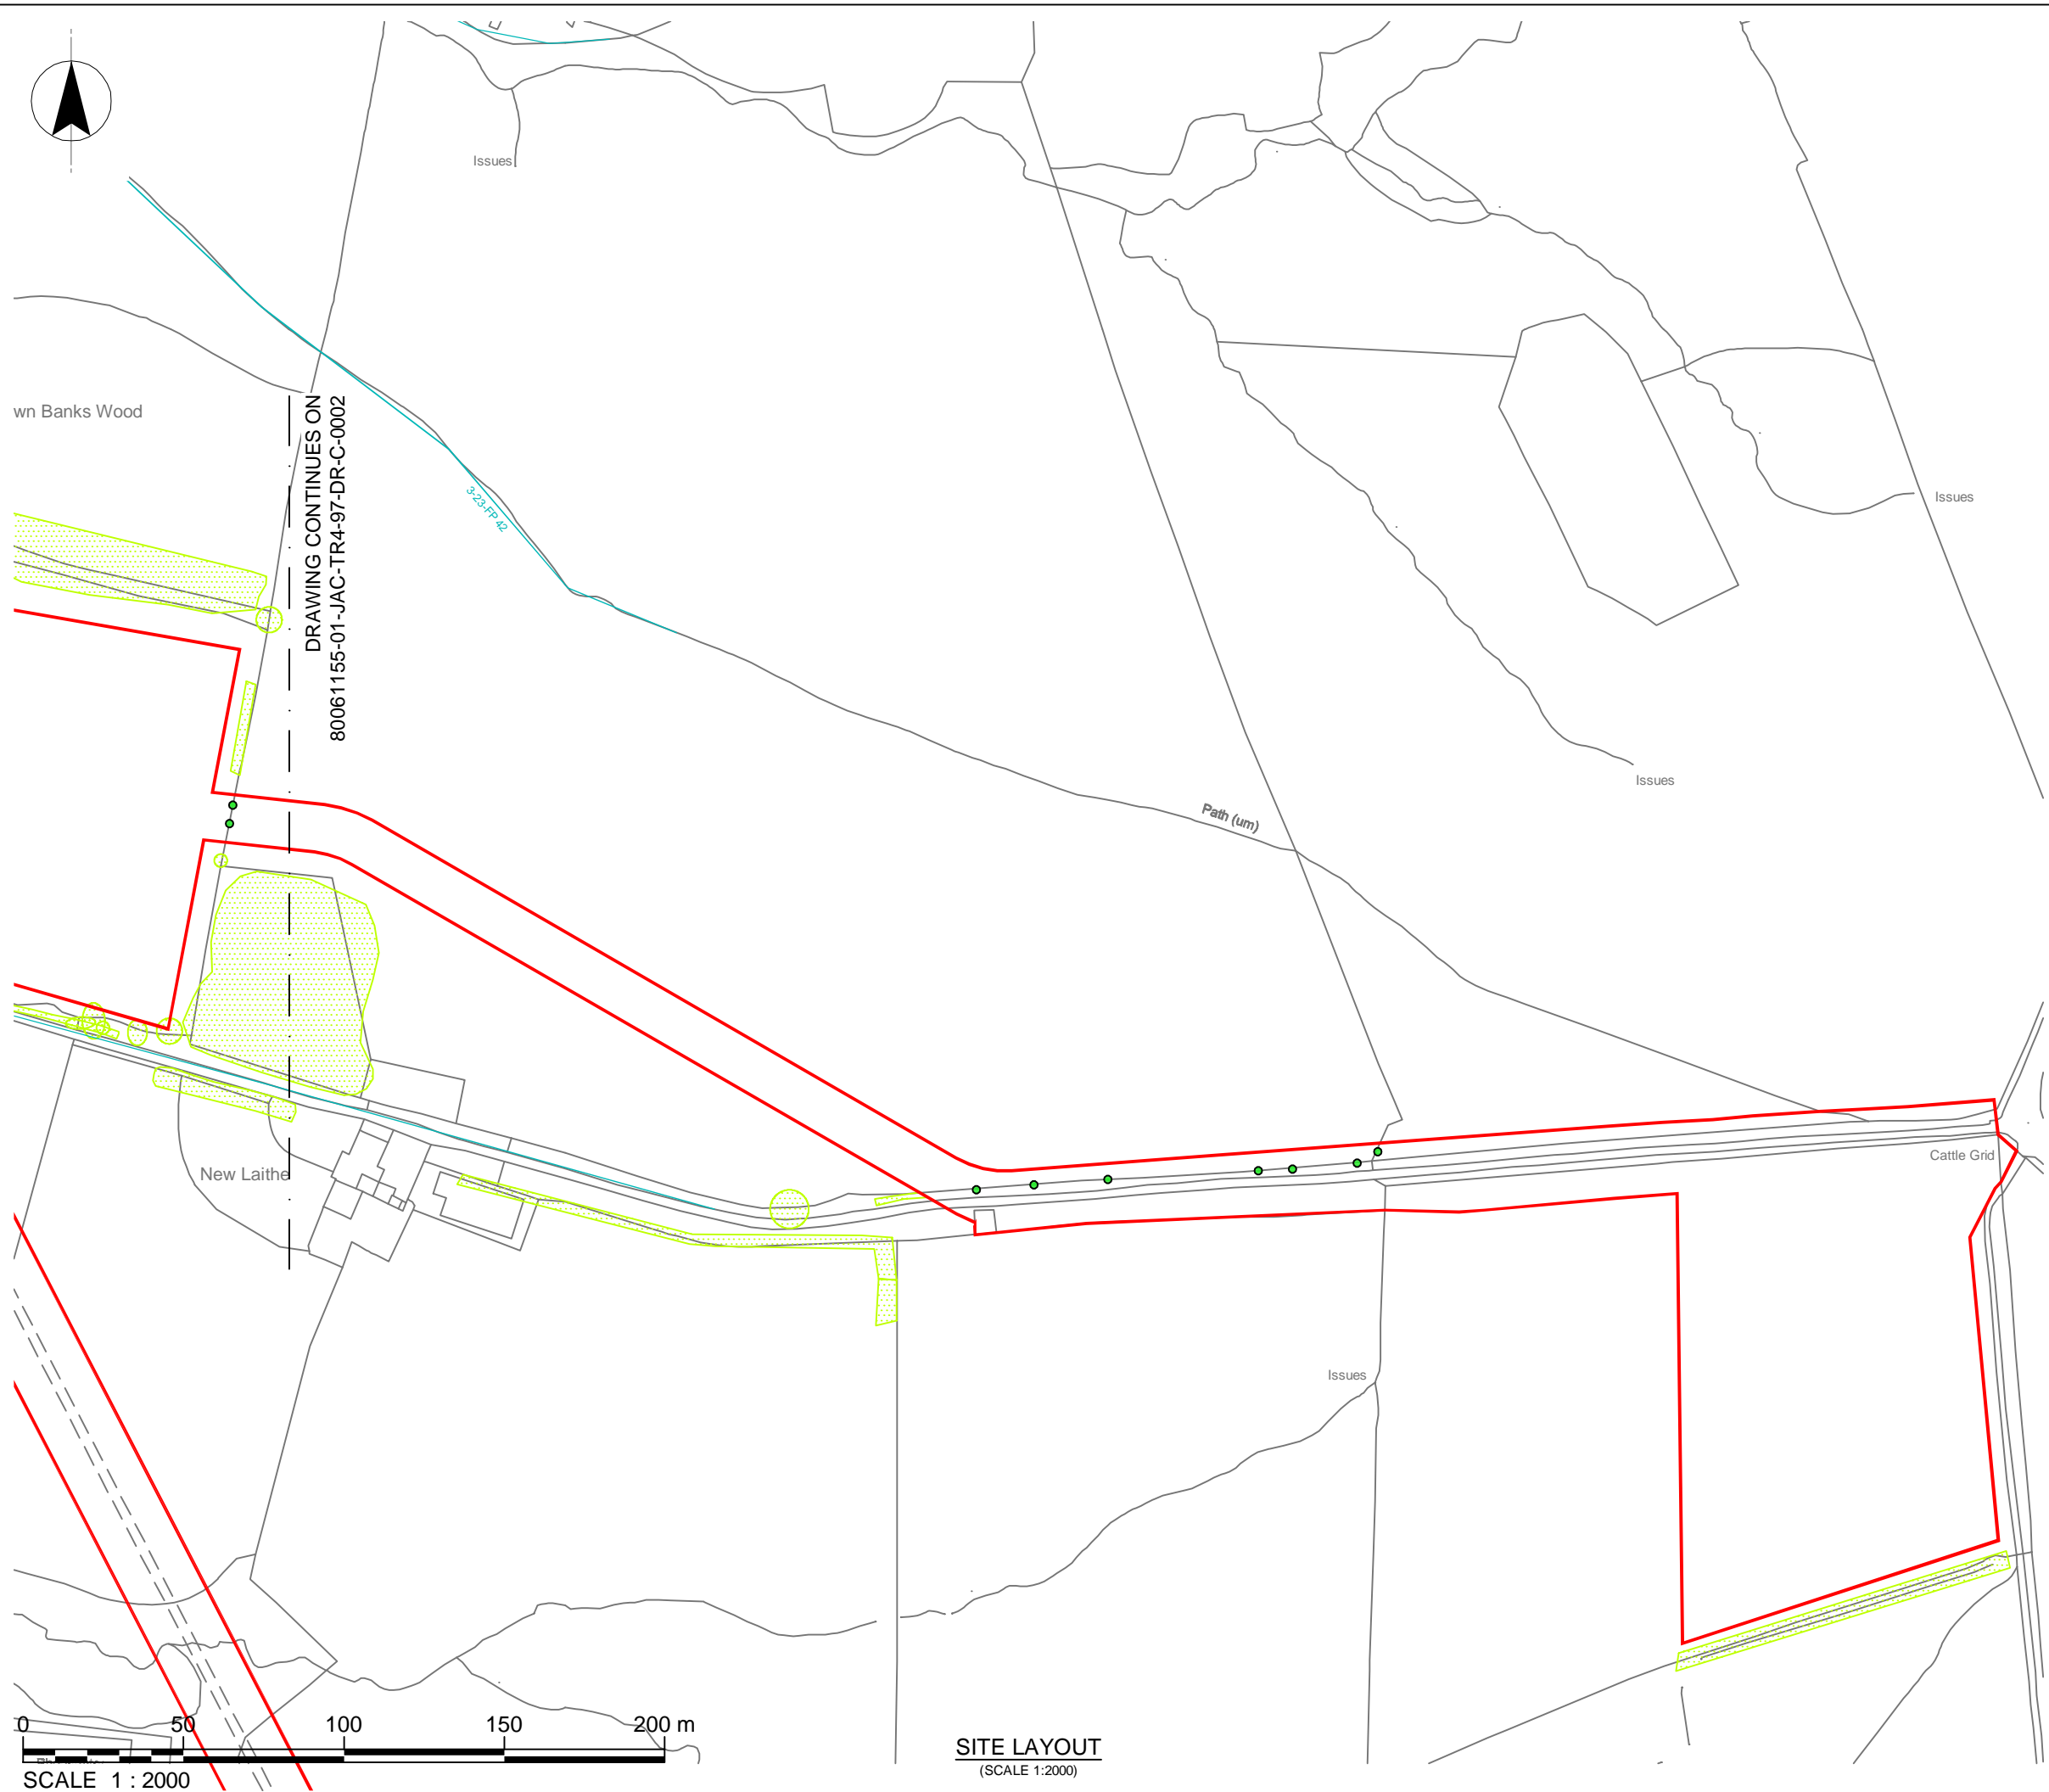 Issues
wn Banks Wood
DRAWING CONTINUES ON
80061155-01-JAC-TR4-97-DR-C-0002
3-23-FP 42
Issues
Issues
Path (um)
Cattle Grid
New Laithe
Issues
0 50 100 150 200 m
SCALE 1 : 2000
SITE LAYOUT
(SCALE 1:2000)